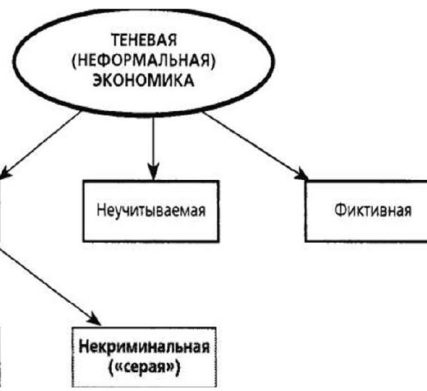 ТЕНЕВАЯ
(НЕФОРМАЛЬНАЯ)
ЭКОНОМИКА
Неучитываемая
Фиктивная
Некриминальная
(«серая»)